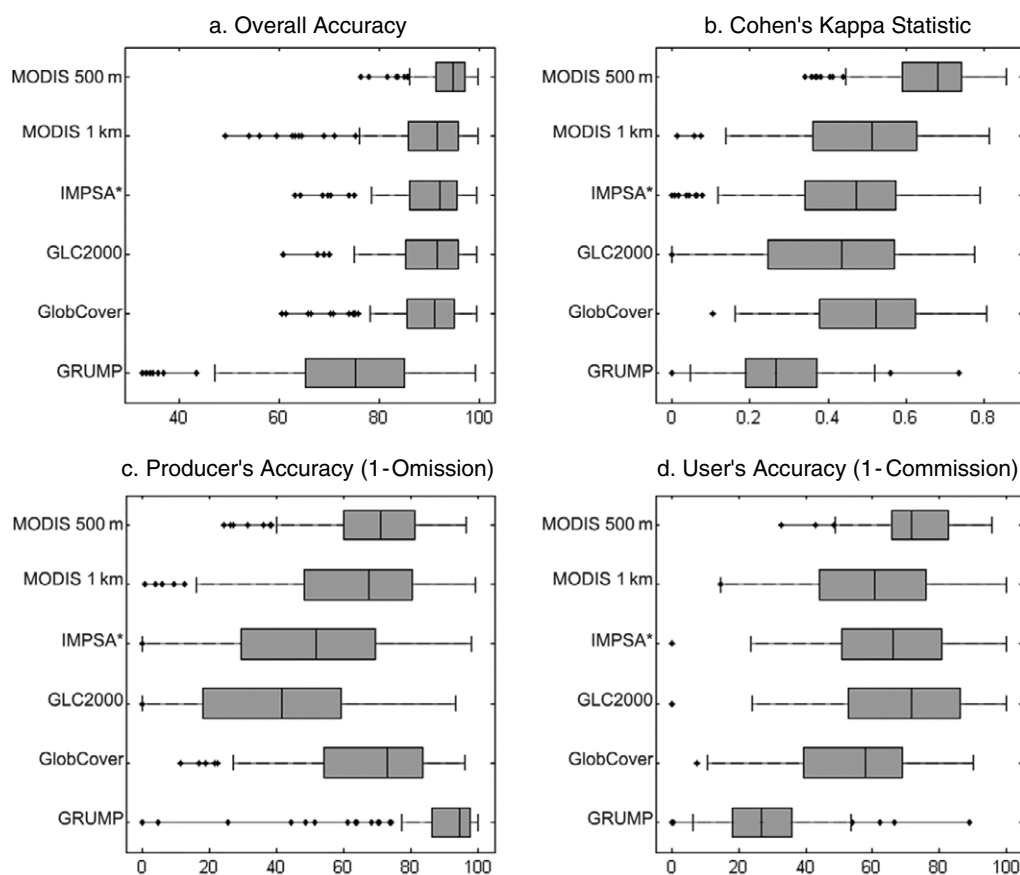 a. Overall Accuracy
MODIS 500 m
MODIS 1 km
IMPSA*
GLC2000
GlobCover
GRUMP
40 60 80 100
b. Cohen's Kappa Statistic
MODIS 500 m
MODIS 1 km
IMPSA*
GLC2000
GlobCover
GRUMP
0 0.2 0.4 0.6 0.8
c. Producer's Accuracy (1-Omission)
MODIS 500 m
MODIS 1 km
IMPSA*
GLC2000
GlobCover
GRUMP
0 20 40 60 80 100
d. User's Accuracy (1-Commission)
MODIS 500 m
MODIS 1 km
IMPSA*
GLC2000
GlobCover
GRUMP
0 20 40 60 80 100